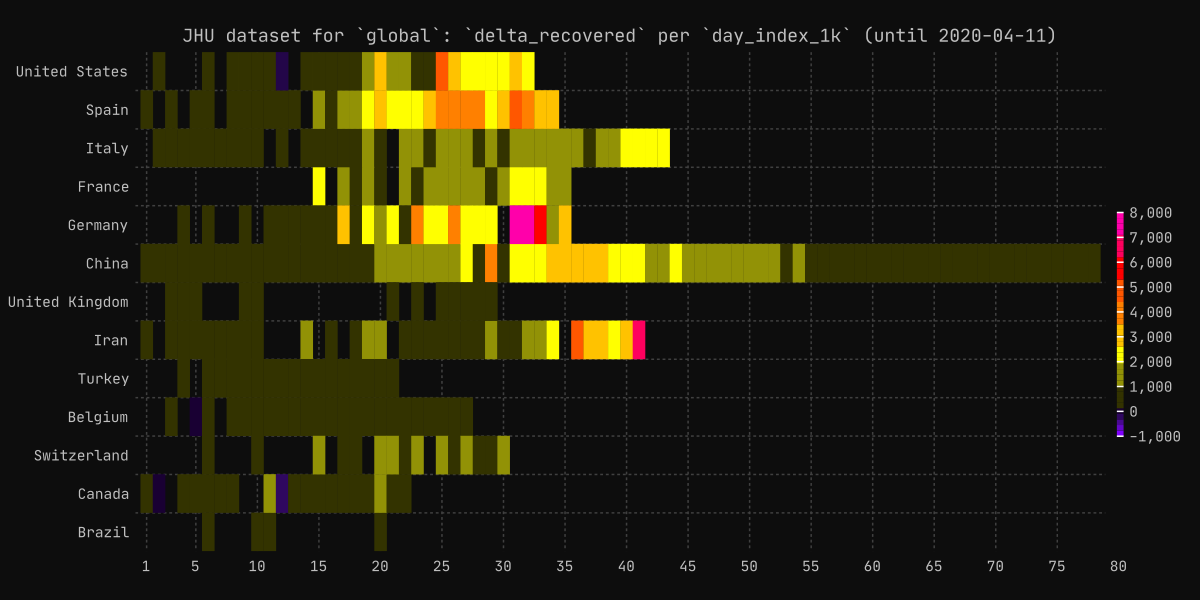 JHU dataset for `global`: `delta_recovered` per `day_index_1k` (until 2020-04-11)
United States
Spain
Italy
France
Germany
China
United Kingdom
Iran
Turkey
Belgium
Switzerland
Canada
Brazil
8,000
7,000
6,000
5,000
4,000
3,000
2,000
1,000
0
-1,000
1 5 10 15 20 25 30 35 40 45 50 55 60 65 70 75 80